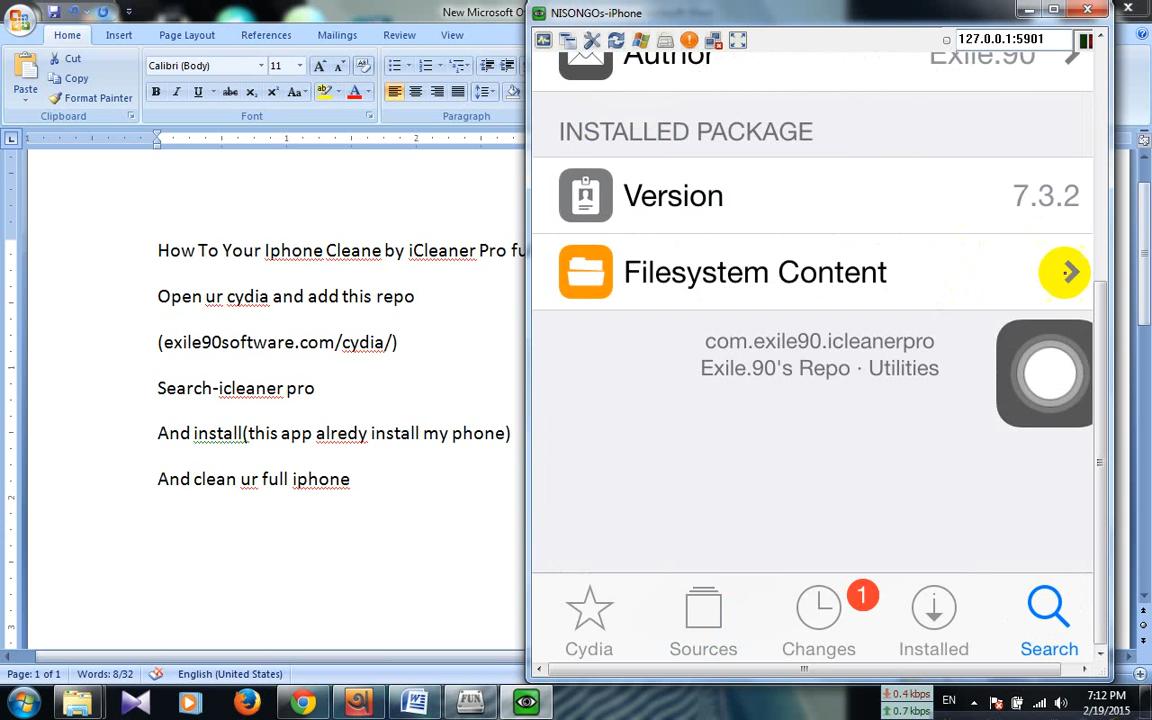 New Microsoft O
Home Insert Page Layout References Mailings Review View
Paste
Cut
Copy
Format Painter
Clipboard
Calibri (Body) 11
Font
Paragraph
1 2
How To Your Iphone Cleane by iCleaner Pro fu
Open ur cydia and add this repo
(exile90software.com/cydia/)
Search-icleaner pro
And install(this app alredy install my phone)
And clean ur full iphone
NISONGOs-iPhone
127.0.0.1:5901
Author Exile.90
INSTALLED PACKAGE
Version 7.3.2
Filesystem Content
com.exile90.icleanerpro
Exile.90's Repo · Utilities
1
Cydia Sources Changes Installed Search
Page: 1 of 1 Words: 8/32 English (United States)
FUN
0.4 kbps
0.7 kbps
EN
7:12 PM
2/19/2015